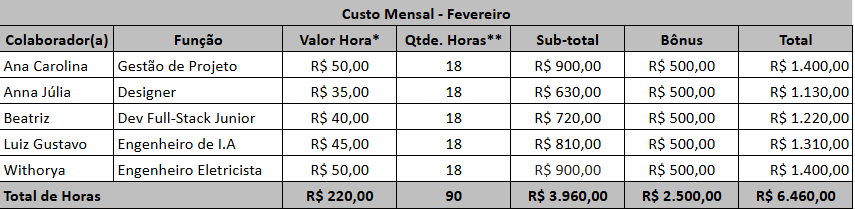 Custo Mensal - Fevereiro
Colaborador(a) Função Valor Hora* Qtde. Horas** Sub-total Bônus Total
Ana Carolina Gestão de Projeto R$ 50,00 18 R$ 900,00 R$ 500,00 R$ 1.400,00
Anna Júlia Designer R$ 35,00 18 R$ 630,00 R$ 500,00 R$ 1.130,00
Beatriz Dev Full-Stack Junior R$ 40,00 18 R$ 720,00 R$ 500,00 R$ 1.220,00
Luiz Gustavo Engenheiro de I.A R$ 45,00 18 R$ 810,00 R$ 500,00 R$ 1.310,00
Withorya Engenheiro Eletricista R$ 50,00 18 R$ 900,00 R$ 500,00 R$ 1.400,00
Total de Horas R$ 220,00 90 R$ 3.960,00 R$ 2.500,00 R$ 6.460,00